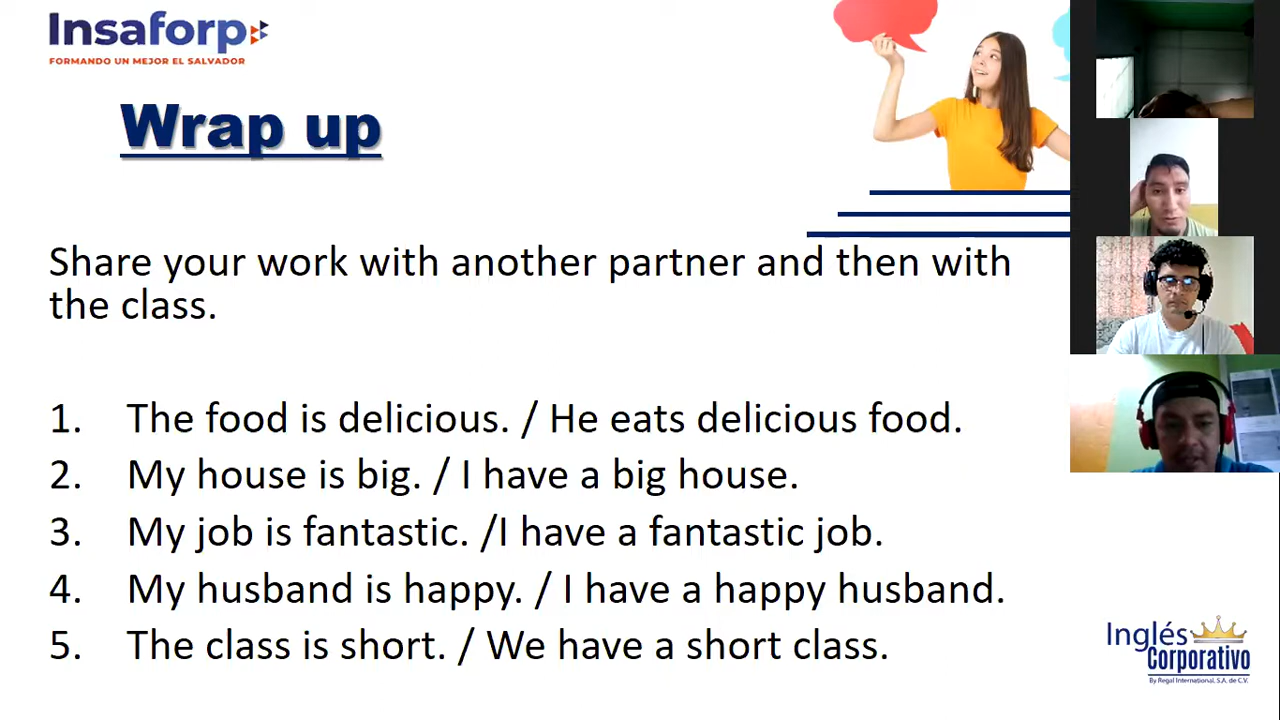 Insaforp
FORMANDO UN MEJOR EL SALVADOR
Wrap up
Share your work with another partner and then with
the class.
1. The food is delicious. / He eats delicious food.
2. My house is big. / I have a big house.
3. My job is fantastic. /I have a fantastic job.
4. My husband is happy. / I have a happy husband.
5. The class is short. / We have a short class.
Inglés
Corporativo
By Regal International, S.A. de C.V.